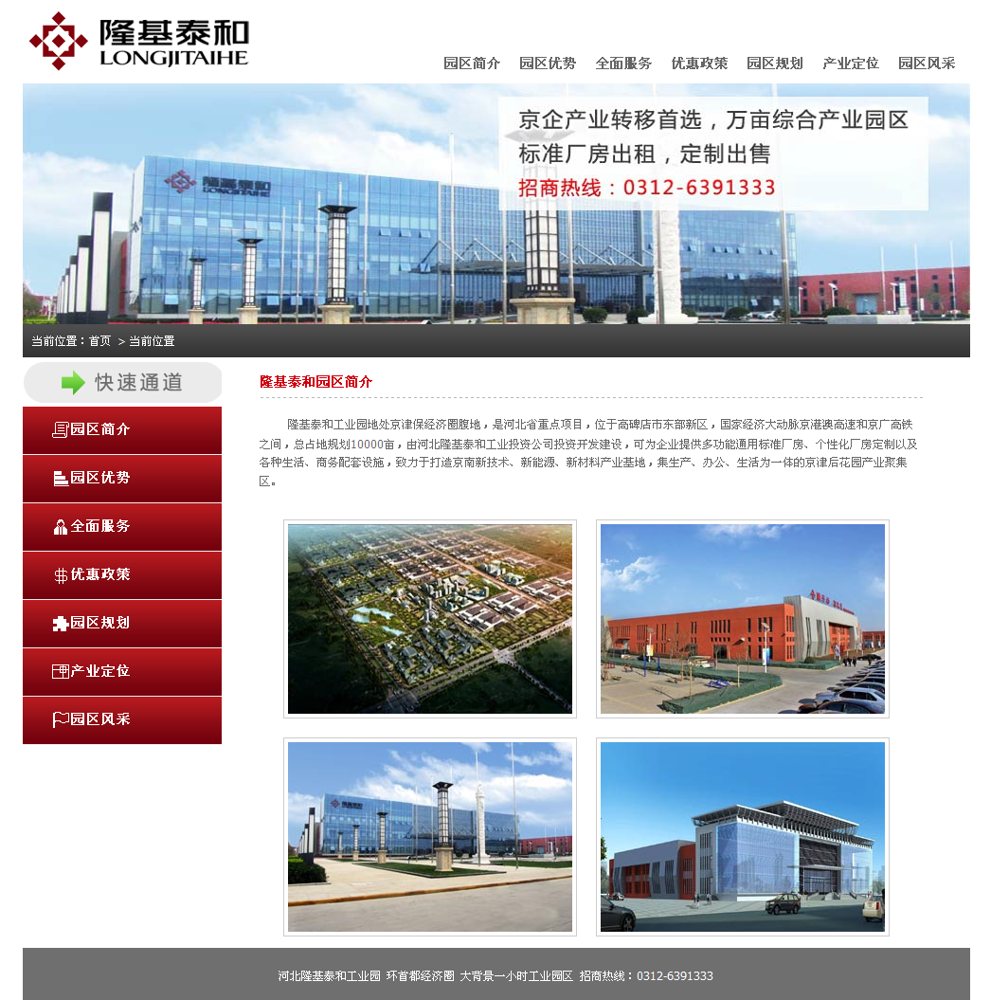 隆基泰和
LONGJITAIHE
园区简介 园区优势 全面服务 优惠政策 园区规划 产业定位 园区风采
京企产业转移首选，万亩综合产业园区
标准厂房出租，定制出售
招商热线：0312-6391333
隆基泰和
LONGJITAIHE
当前位置：首页 > 当前位置
快速通道
园区简介
园区优势
全面服务
优惠政策
园区规划
产业定位
园区风采
隆基泰和园区简介
隆基泰和工业园地处京津保经济圈腹地，是河北省重点项目，位于高碑店市东部新区，国家经济大动脉京港澳高速和京广高铁
之间，总占地规划10000亩，由河北隆基泰和工业投资公司投资开发建设，可为企业提供多功能通用标准厂房、个性化厂房定制以及
各种生活、商务配套设施，致力于打造京南新技术、新能源、新材料产业基地，集生产、办公、生活为一体的京津后花园产业聚集
区。
隆基泰和
河北隆基泰和工业园 环首都经济圈 大背景一小时工业园区 招商热线：0312-6391333